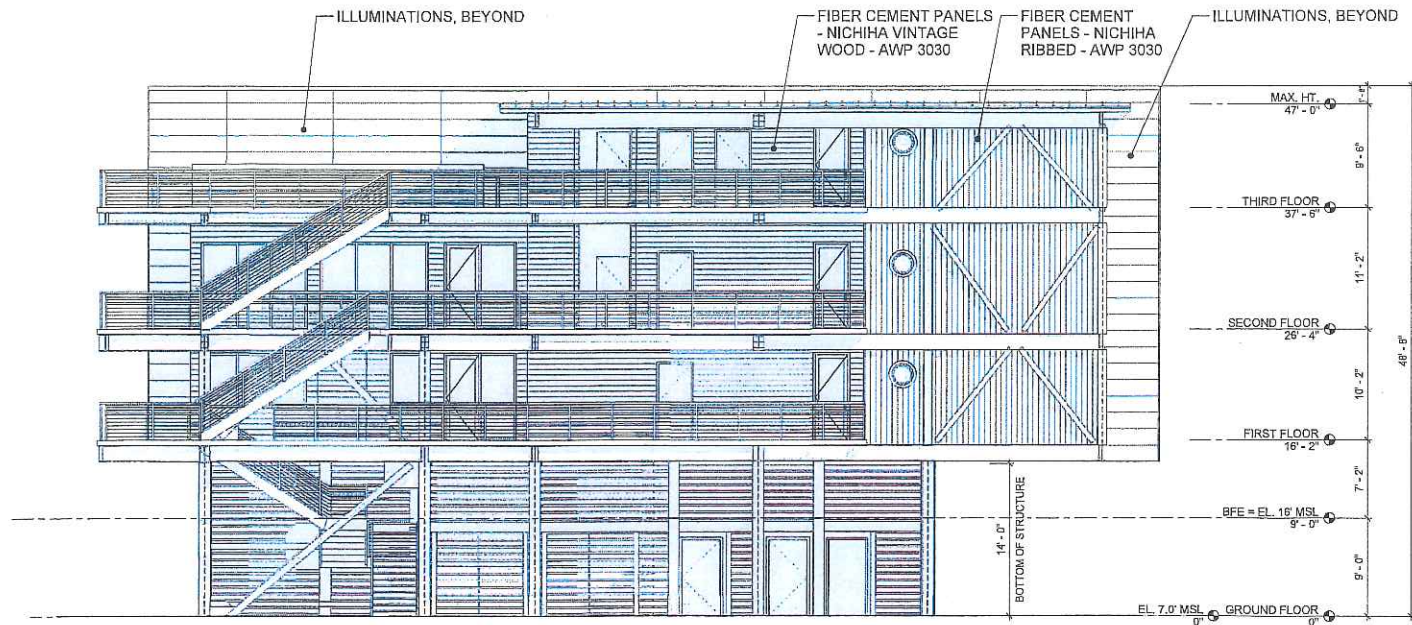 ILLUMINATIONS, BEYOND
FIBER CEMENT PANELS
- NICHIHA VINTAGE
WOOD - AWP 3030
FIBER CEMENT
PANELS - NICHIHA
RIBBED - AWP 3030
ILLUMINATIONS, BEYOND
MAX. HT.
47' - 0"
9' - 6"
THIRD FLOOR
37' - 6"
11' - 2"
SECOND FLOOR
26' - 4"
48' - 8"
10' - 2"
FIRST FLOOR
16' - 2"
7' - 2"
BFE = EL. 16' MSL
9' - 0"
14' - 0"
BOTTOM OF STRUCTURE
9' - 0"
EL. 7.0' MSL
0"
GROUND FLOOR
0"